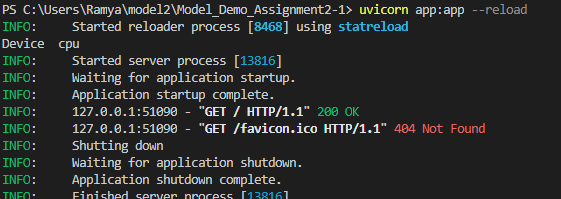 PS C:\Users\Ramya\model2\Model_Demo_Assignment2-1> uvicorn app:app --reload
INFO:     Started reloader process [8468] using statreload
Device  cpu
INFO:     Started server process [13816]
INFO:     Waiting for application startup.
INFO:     Application startup complete.
INFO:     127.0.0.1:51090 - "GET / HTTP/1.1" 200 OK
INFO:     127.0.0.1:51090 - "GET /favicon.ico HTTP/1.1" 404 Not Found
INFO:     Shutting down
INFO:     Waiting for application shutdown.
INFO:     Application shutdown complete.
INFO:     Finished server process [13816]